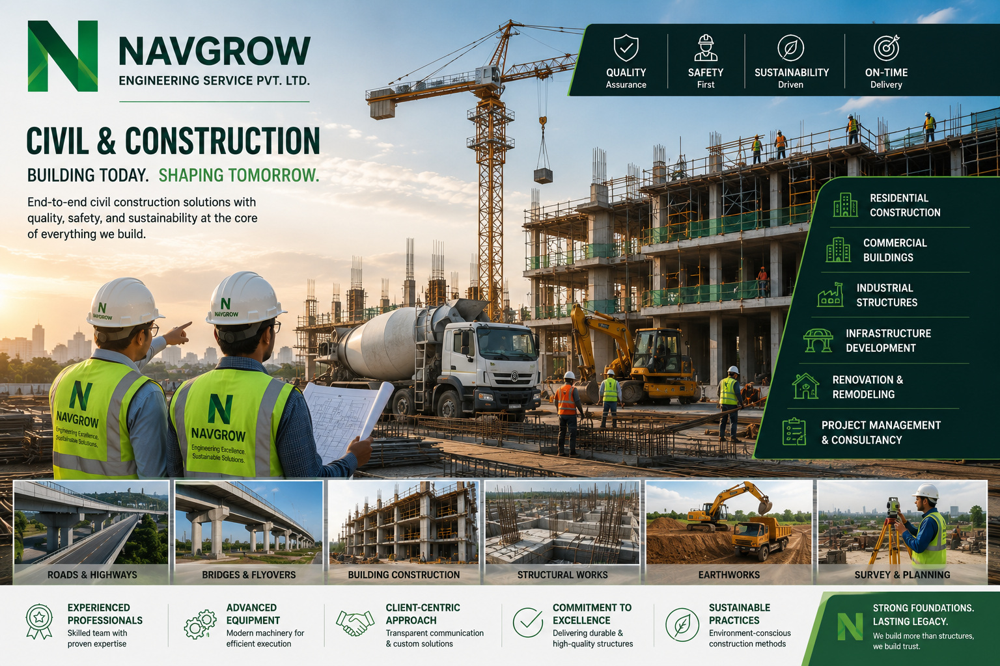 N
NAVGROW
ENGINEERING SERVICE PVT. LTD.
CIVIL & CONSTRUCTION
BUILDING TODAY. SHAPING TOMORROW.
End-to-end civil construction solutions with
quality, safety, and sustainability at the core
of everything we build.
QUALITY
Assurance
SAFETY
First
SUSTAINABILITY
Driven
ON-TIME
Delivery
RESIDENTIAL
CONSTRUCTION
COMMERCIAL
BUILDINGS
INDUSTRIAL
STRUCTURES
INFRASTRUCTURE
DEVELOPMENT
RENOVATION &
REMODELING
PROJECT MANAGEMENT
& CONSULTANCY
N
NAVGROW
N
NAVGROW
N
NAVGROW
Engineering Excellence.
Sustainable Solutions.
N
NAVGROW
Engineering Excellence.
Sustainable Solutions.
ROADS & HIGHWAYS
BRIDGES & FLYOVERS
BUILDING CONSTRUCTION
STRUCTURAL WORKS
EARTHWORKS
SURVEY & PLANNING
EXPERIENCED
PROFESSIONALS
Skilled team with
proven expertise
ADVANCED
EQUIPMENT
Modern machinery for
efficient execution
CLIENT-CENTRIC
APPROACH
Transparent communication
& custom solutions
COMMITMENT TO
EXCELLENCE
Delivering durable &
high-quality structures
SUSTAINABLE
PRACTICES
Environment-conscious
construction methods
N
STRONG FOUNDATIONS.
LASTING LEGACY.
We build more than structures,
we build trust.